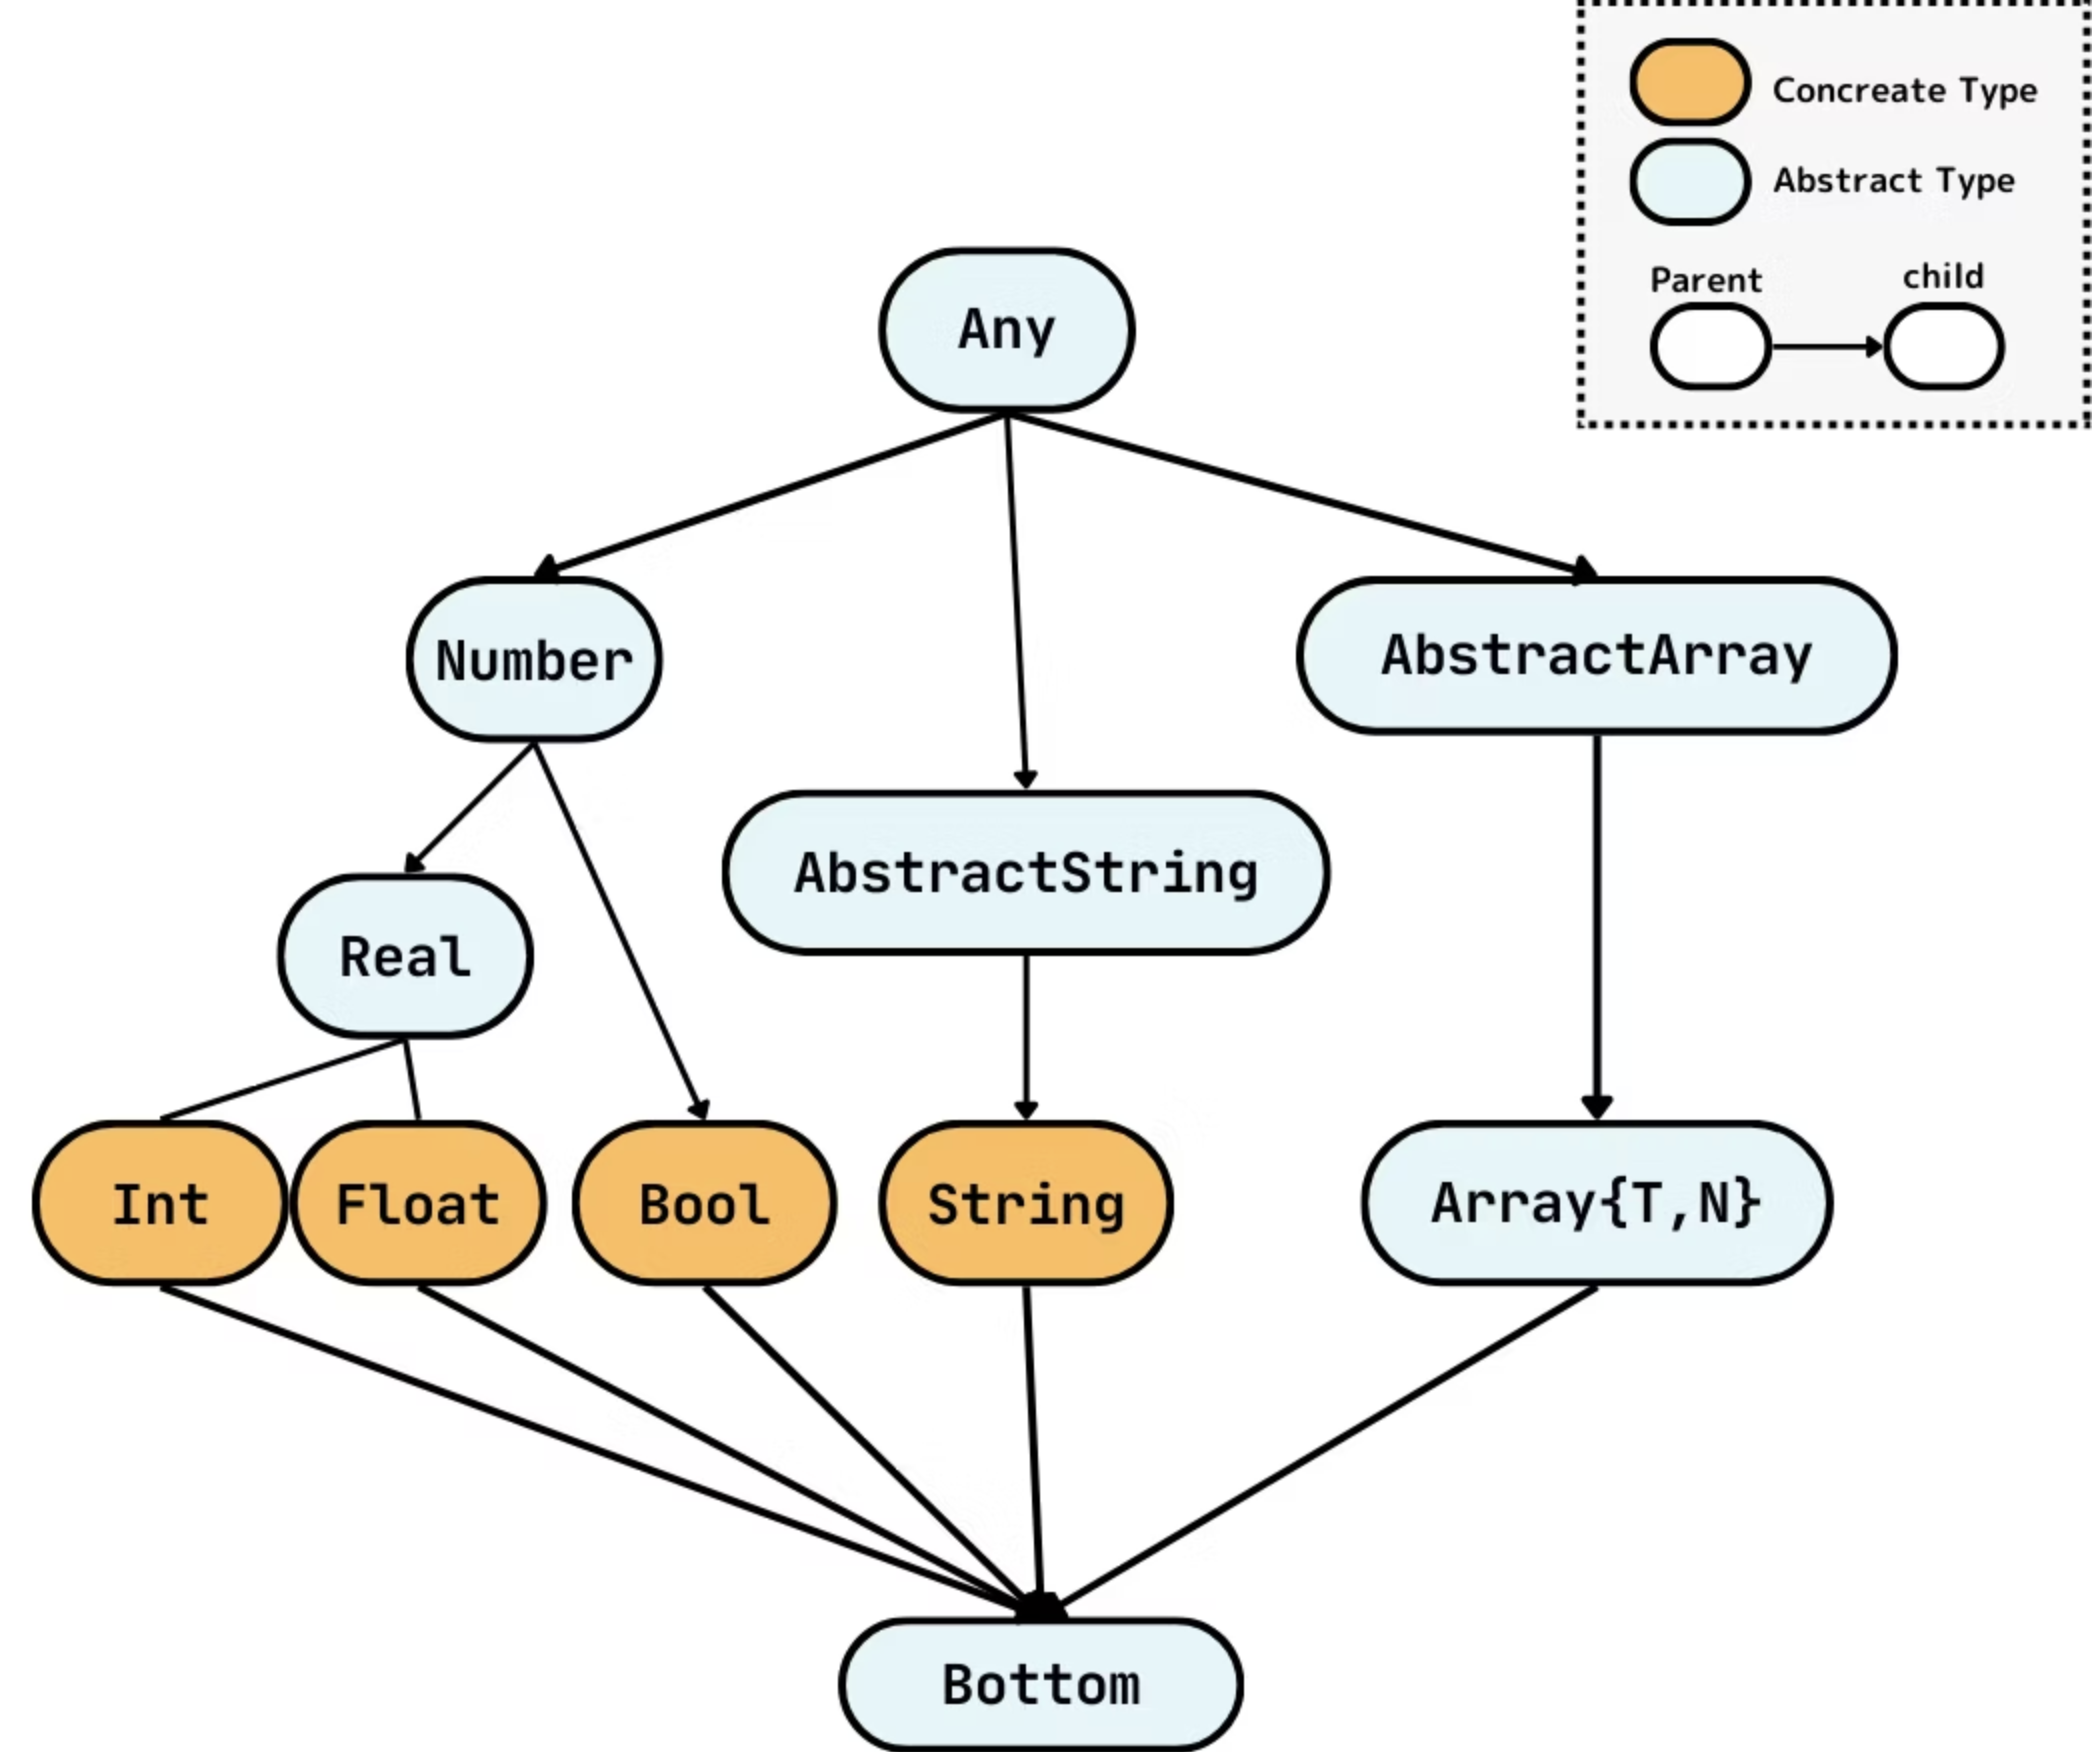 Concreate Type
Abstract Type
Parent child
Any
Number
AbstractArray
AbstractString
Real
Int
Float
Bool
String
Array{T,N}
Bottom